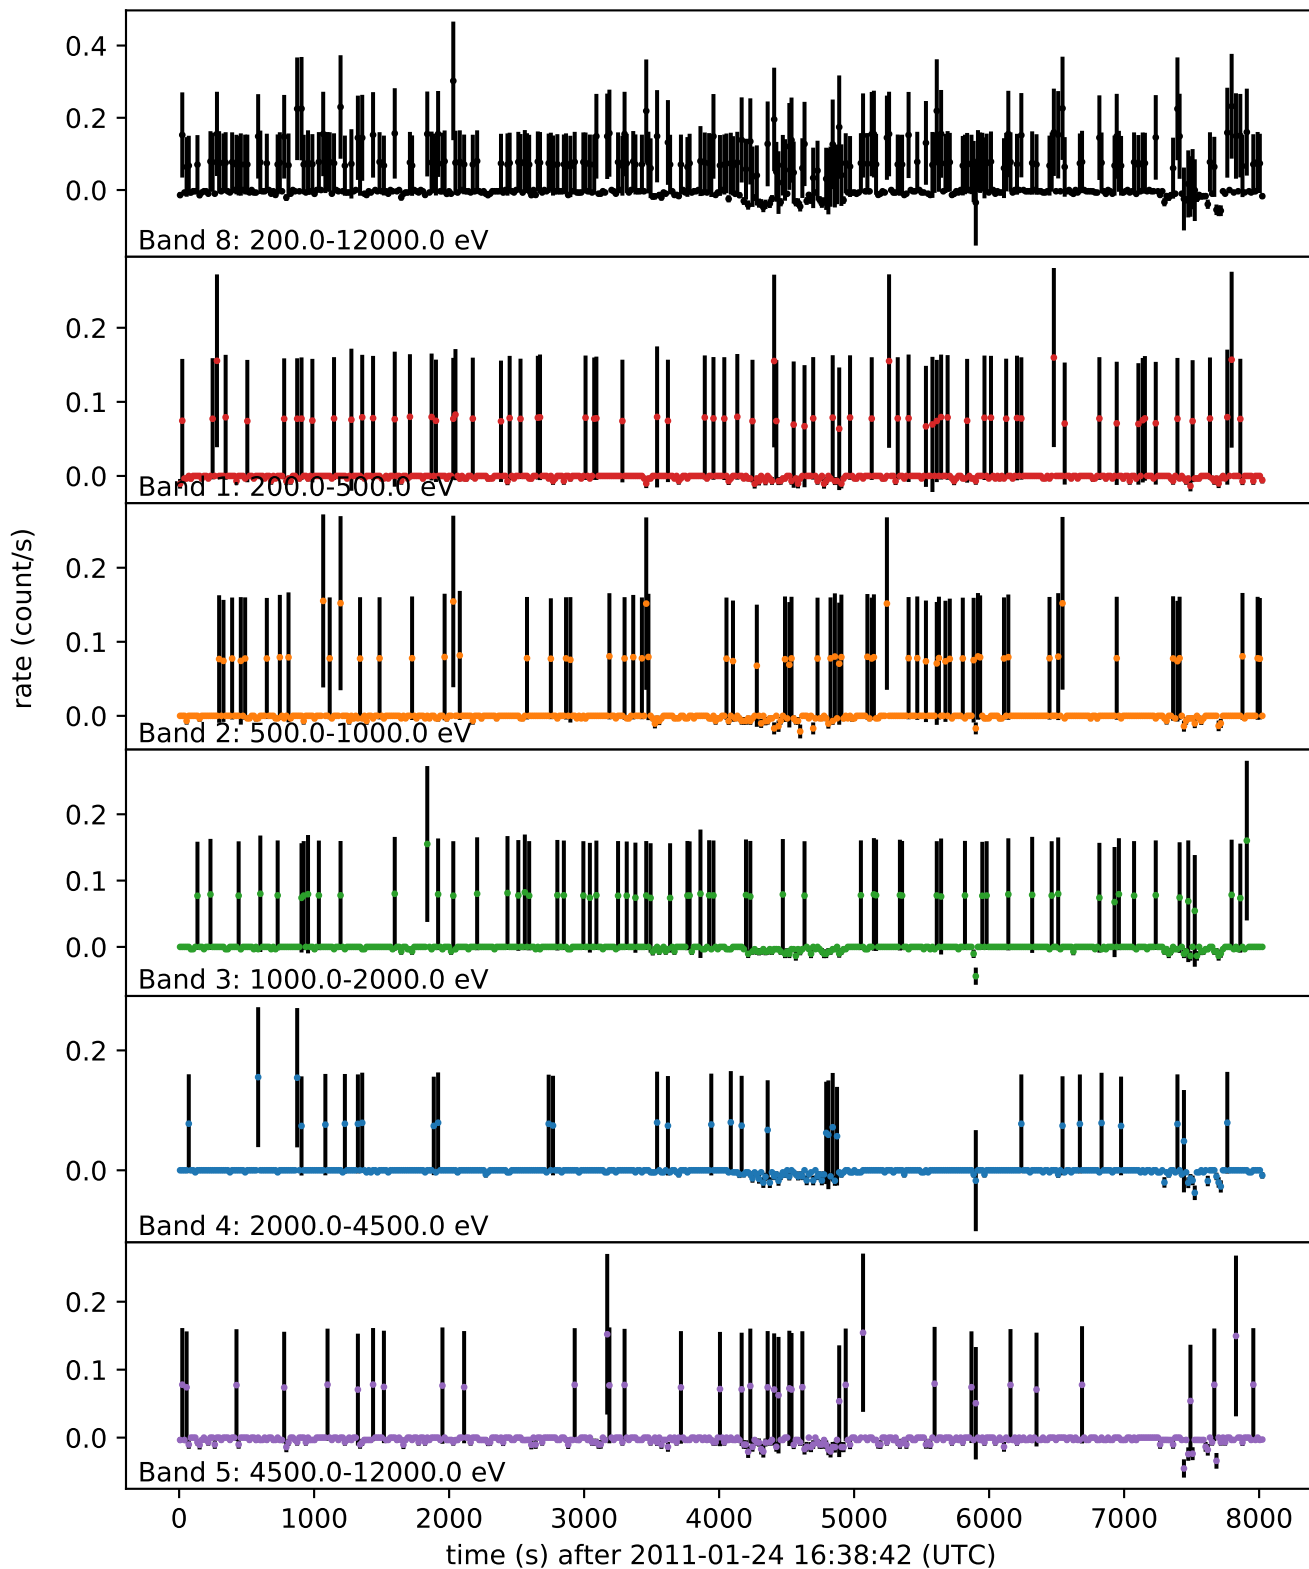 0.4
0.2
0.0
Band 8: 200.0-12000.0 eV
0.2
0.1
0.0
Band 1: 200.0-500.0 eV
0.2
0.1
0.0
Band 2: 500.0-1000.0 eV
rate (count/s)
0.2
0.1
0.0
Band 3: 1000.0-2000.0 eV
0.2
0.0
Band 4: 2000.0-4500.0 eV
0.2
0.1
0.0
Band 5: 4500.0-12000.0 eV
0 1000 2000 3000 4000 5000 6000 7000 8000
time (s) after 2011-01-24 16:38:42 (UTC)